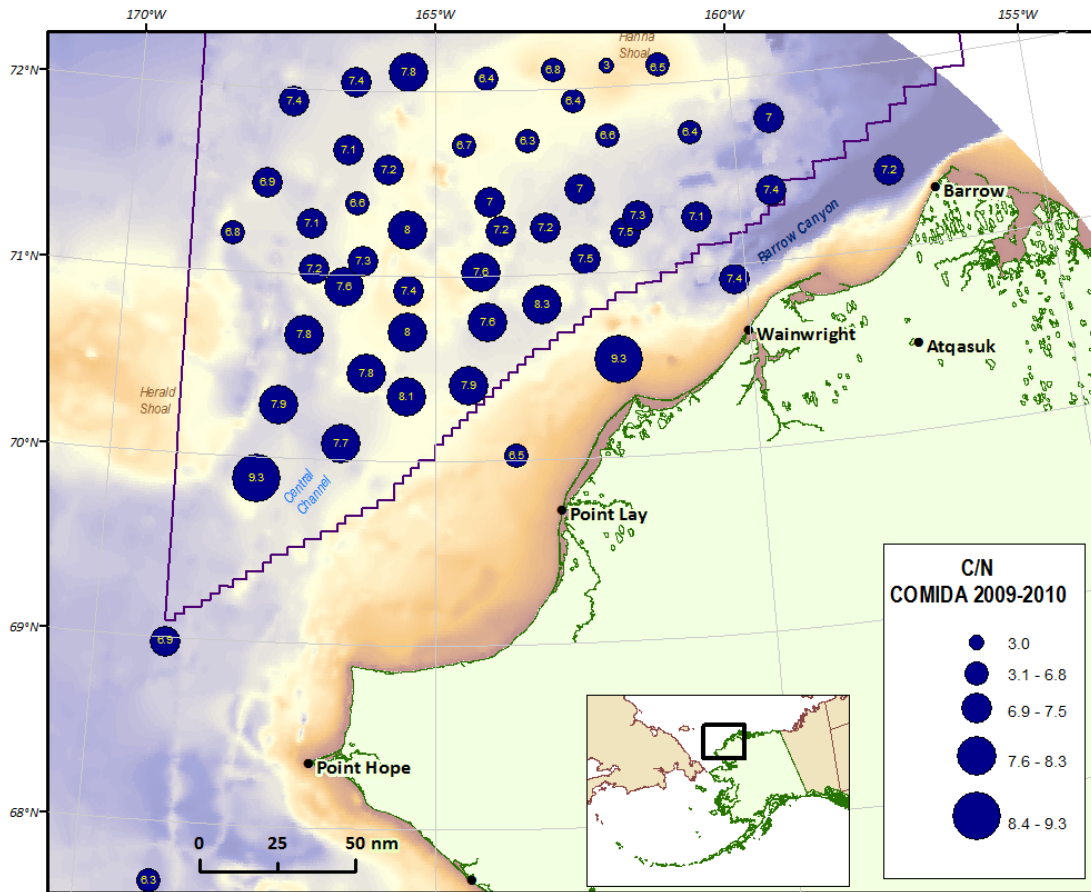 170°W
165°W
160°W
155°W
72°N
71°N
70°N
69°N
68°N
Hanna
Shoal
7.8
7.4
7.4
6.4
6.8
3
6.5
6.4
7
7.1
7.2
6.7
6.3
6.6
6.4
6.9
6.6
7
7
7.4
7.2
6.8
7.1
8
7.2
7.2
7.3
7.5
7.1
7.2
7.3
7.6
7.4
7.6
7.5
7.4
8.3
7.6
7.8
8
7.8
7.9
9.3
7.9
8.1
7.7
6.5
9.3
6.9
6.3
Barrow Canyon
Barrow
Wainwright
Atqasuk
Herald
Shoal
Central
Channel
Point Lay
Point Hope
0 25 50 nm
C/N
COMIDA 2009-2010
3.0
3.1 - 6.8
6.9 - 7.5
7.6 - 8.3
8.4 - 9.3